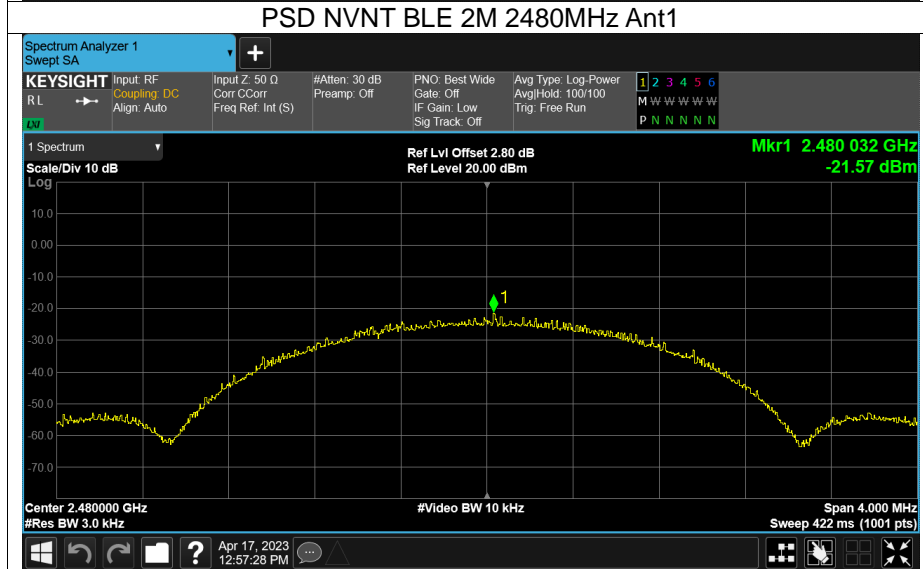 PSD NVNT BLE 2M 2480MHz Ant1
Spectrum Analyzer 1
Swept SA
KEYSIGHT
RL
LXI
Input: RF
Coupling: DC
Align: Auto
Input Z: 50 Ω
Corr CCorr
Freq Ref: Int (S)
#Atten: 30 dB
Preamp: Off
PNO: Best Wide
Gate: Off
IF Gain: Low
Sig Track: Off
Avg Type: Log-Power
Avg|Hold: 100/100
Trig: Free Run
1 2 3 4 5 6
M W W W W W
P N N N N N
1 Spectrum
Scale/Div 10 dB
Ref Lvl Offset 2.80 dB
Ref Level 20.00 dBm
Mkr1 2.480 032 GHz
-21.57 dBm
Log
10.0
0.00
-10.0
-20.0
-30.0
-40.0
-50.0
-60.0
-70.0
1
Center 2.480000 GHz
#Res BW 3.0 kHz
#Video BW 10 kHz
Span 4.000 MHz
Sweep 422 ms (1001 pts)
?
Apr 17, 2023
12:57:28 PM